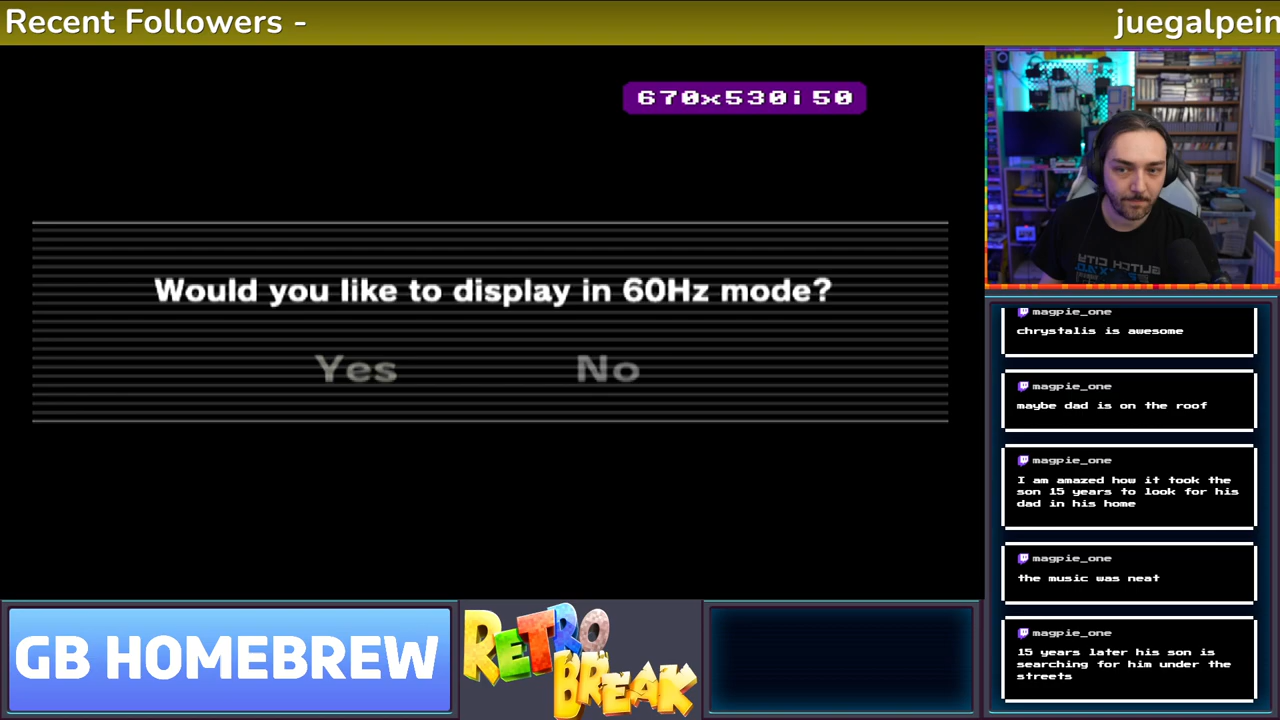 Recent Followers -
juegalpein
670x530i50
Would you like to display in 60Hz mode?
Yes
No
GLITCH CITY
magpie_one
chrystalis is awesome
magpie_one
maybe dad is on the roof
magpie_one
I am amazed how it took the
son 15 years to look for his
dad in his home
magpie_one
the music was neat
magpie_one
15 years later his son is
searching for him under the
streets
GB HOMEBREW
RETRO
BREAK